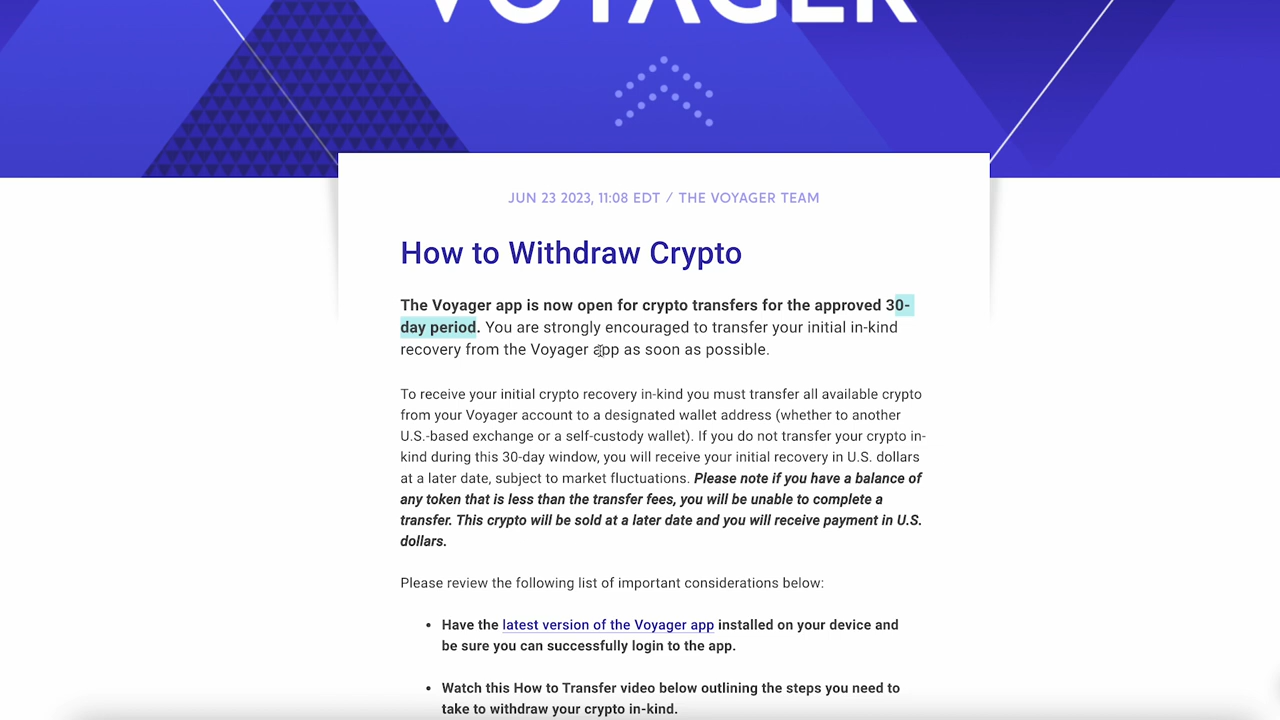 VOYAGER
JUN 23 2023, 11:08 EDT / THE VOYAGER TEAM
How to Withdraw Crypto
The Voyager app is now open for crypto transfers for the approved 30-
day period. You are strongly encouraged to transfer your initial in-kind
recovery from the Voyager app as soon as possible.
To receive your initial crypto recovery in-kind you must transfer all available crypto
from your Voyager account to a designated wallet address (whether to another
U.S.-based exchange or a self-custody wallet). If you do not transfer your crypto in-
kind during this 30-day window, you will receive your initial recovery in U.S. dollars
at a later date, subject to market fluctuations. Please note if you have a balance of
any token that is less than the transfer fees, you will be unable to complete a
transfer. This crypto will be sold at a later date and you will receive payment in U.S.
dollars.
Please review the following list of important considerations below:
• Have the latest version of the Voyager app installed on your device and
be sure you can successfully login to the app.
• Watch this How to Transfer video below outlining the steps you need to
take to withdraw your crypto in-kind.